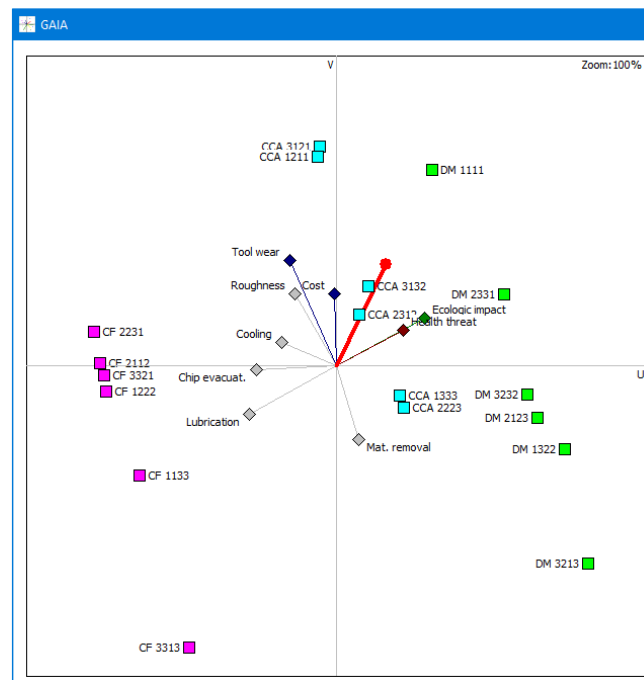 GAIA
V
Zoom:100%
CCA 3121
CCA 1211
DM 1111
Tool wear
Roughness
Cost
CCA 3132
DM 2331
CCA 2312
Ecologic impact
Health threat
CF 2231
Cooling
CF 2112
CF 3321
Chip evacuat.
U
CF 1222
CCA 1333
DM 3232
CCA 2223
Lubrication
DM 2123
Mat. removal
DM 1322
CF 1133
DM 3213
CF 3313